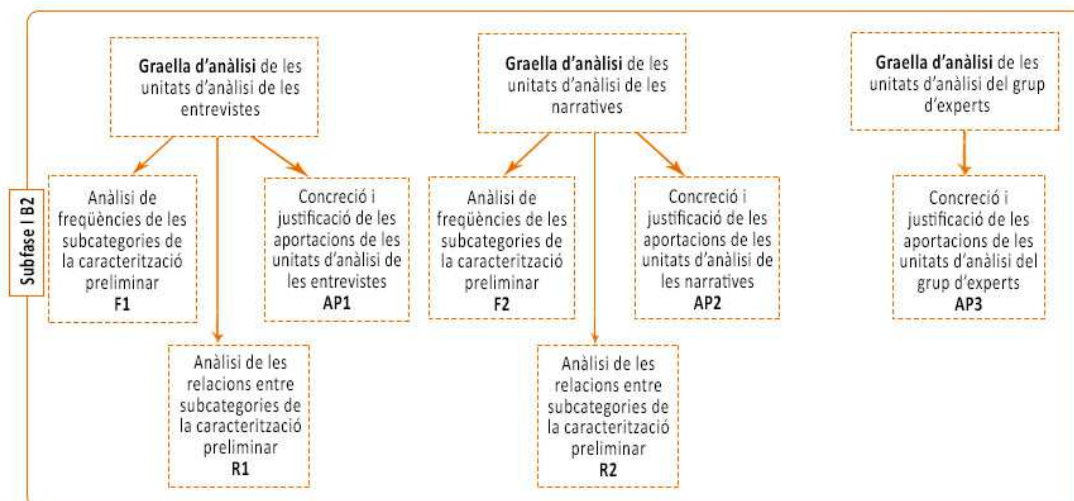 Subfase I B2
Graella d'anàlisi de les
unitats d'anàlisi de les
entrevistes
Graella d'anàlisi de les
unitats d'anàlisi de les
narratives
Graella d'anàlisi de les
unitats d'anàlisi del grup
d'experts
Anàlisi de
freqüències de les
subcategories de
la caracterització
preliminar
F1
Concreció i
justificació de les
aportacions de les
unitats d'anàlisi de
les entrevistes
AP1
Anàlisi de
freqüències de les
subcategories de
la caracterització
preliminar
F2
Concreció i
justificació de les
aportacions de les
unitats d'anàlisi de
les narratives
AP2
Concreció i
justificació de les
aportacions de les
unitats d'anàlisi del
grup d'experts
AP3
Anàlisi de les
relacions entre
subcategories de
la caracterització
preliminar
R1
Anàlisi de les
relacions entre
subcategories de
la caracterització
preliminar
R2